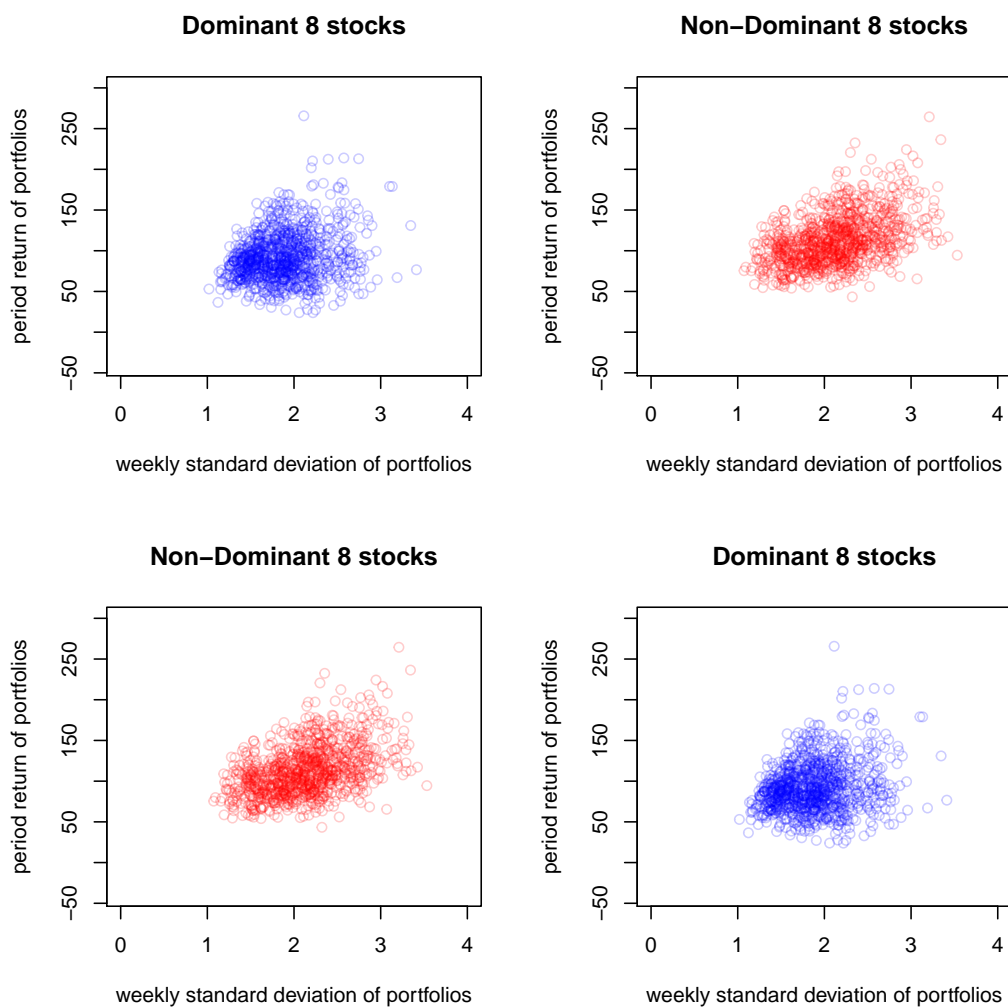 Dominant 8 stocks
period return of portfolios
−50 50 150 250
0 1 2 3 4
weekly standard deviation of portfolios
Non−Dominant 8 stocks
period return of portfolios
−50 50 150 250
0 1 2 3 4
weekly standard deviation of portfolios
Non−Dominant 8 stocks
period return of portfolios
−50 50 150 250
0 1 2 3 4
weekly standard deviation of portfolios
Dominant 8 stocks
period return of portfolios
−50 50 150 250
0 1 2 3 4
weekly standard deviation of portfolios